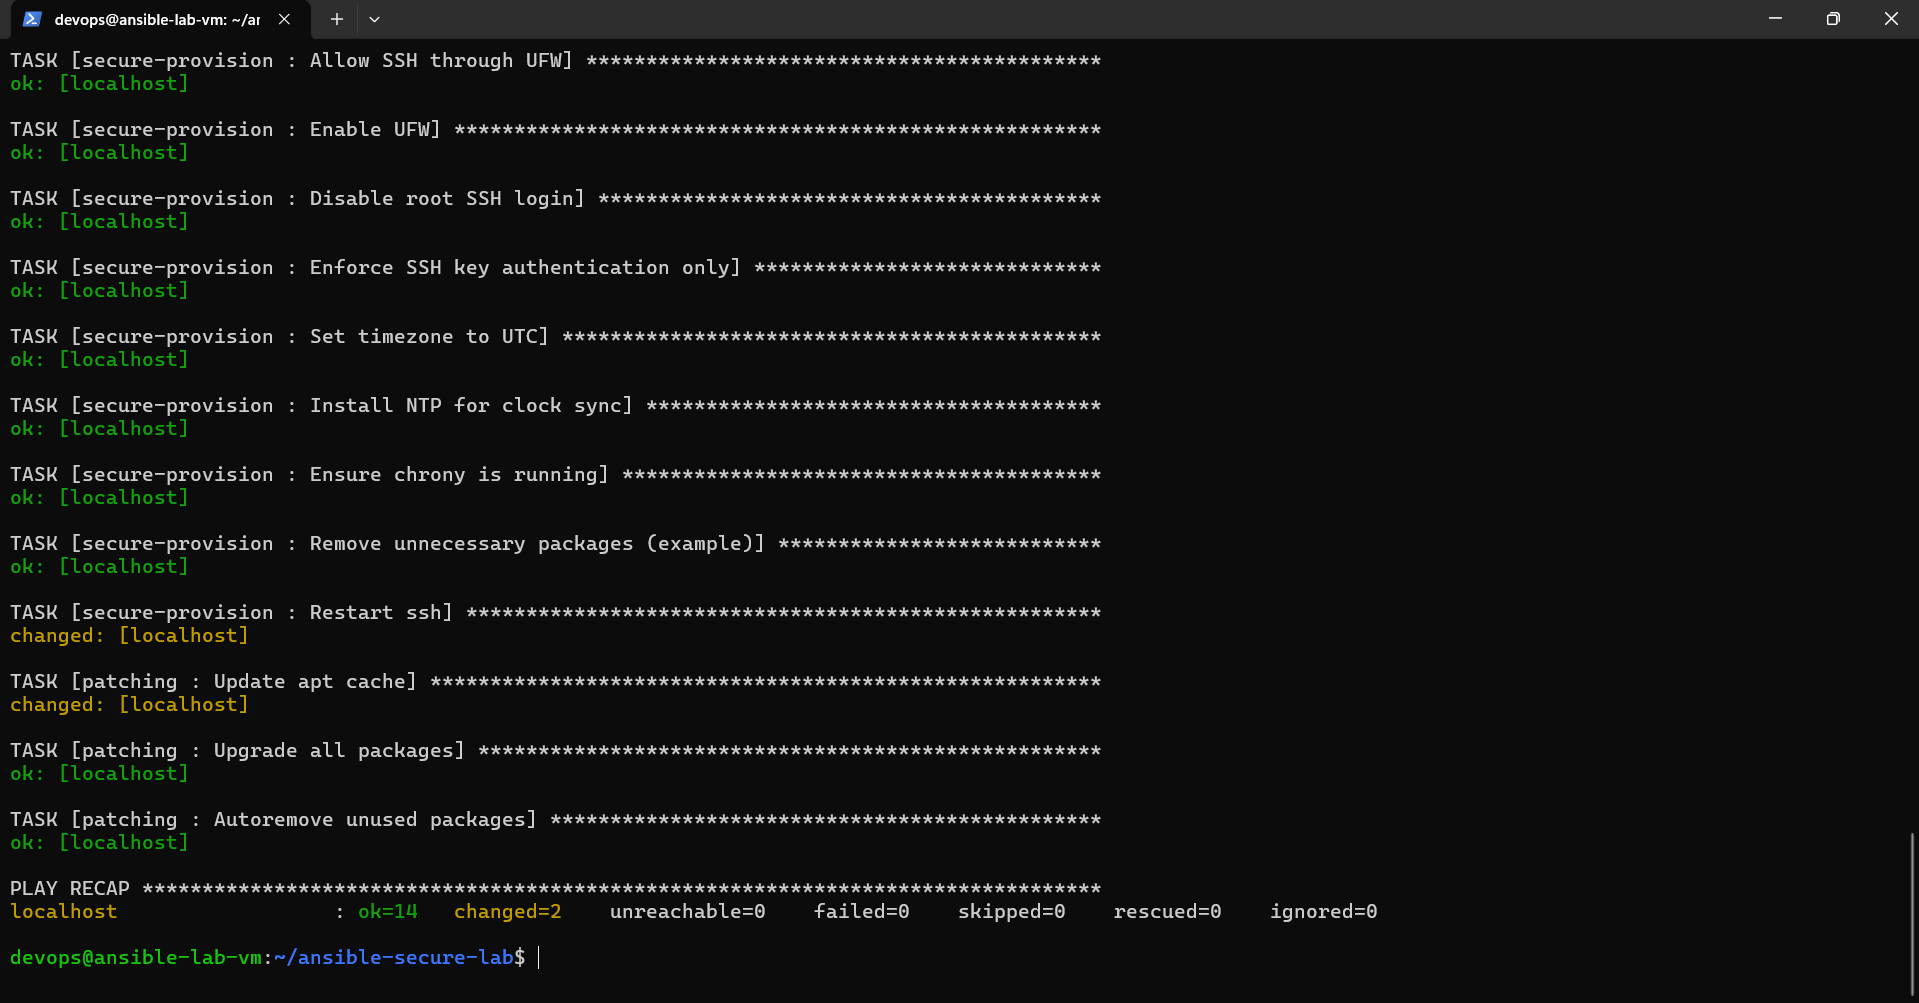 devops@ansible-lab-vm: ~/ar
TASK [secure-provision : Allow SSH through UFW] *******************************************
ok: [localhost]
TASK [secure-provision : Enable UFW] ******************************************************
ok: [localhost]
TASK [secure-provision : Disable root SSH login] ******************************************
ok: [localhost]
TASK [secure-provision : Enforce SSH key authentication only] *****************************
ok: [localhost]
TASK [secure-provision : Set timezone to UTC] *********************************************
ok: [localhost]
TASK [secure-provision : Install NTP for clock sync] **************************************
ok: [localhost]
TASK [secure-provision : Ensure chrony is running] ****************************************
ok: [localhost]
TASK [secure-provision : Remove unnecessary packages (example)] ***************************
ok: [localhost]
TASK [secure-provision : Restart ssh] *****************************************************
changed: [localhost]
TASK [patching : Update apt cache] ********************************************************
changed: [localhost]
TASK [patching : Upgrade all packages] ****************************************************
ok: [localhost]
TASK [patching : Autoremove unused packages] **********************************************
ok: [localhost]
PLAY RECAP ********************************************************************************
localhost                  : ok=14   changed=2    unreachable=0    failed=0    skipped=0    rescued=0    ignored=0
devops@ansible-lab-vm:~/ansible-secure-lab$